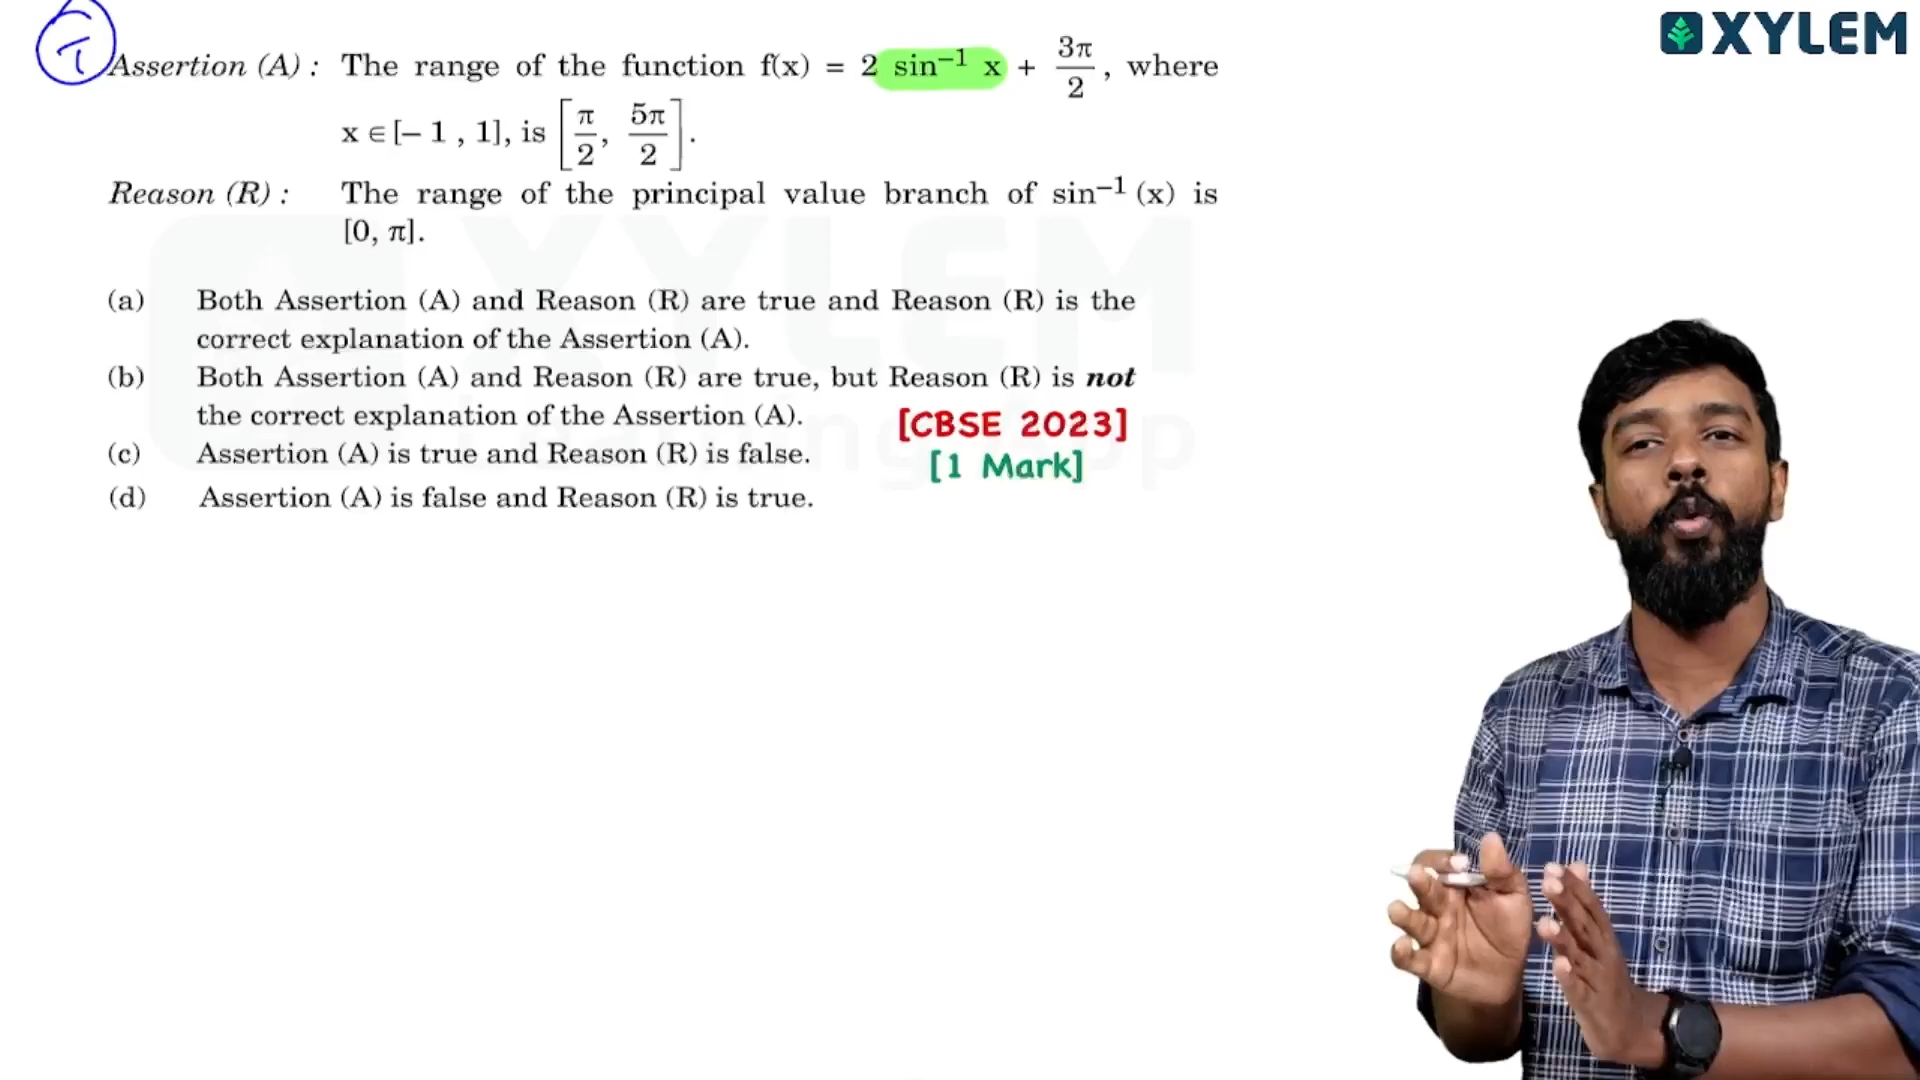 T
XYLEM
Assertion (A) : The range of the function f(x) = 2 sin⁻¹ x + 3π/2, where
x ∈ [– 1 , 1], is [π/2, 5π/2].
Reason (R) : The range of the principal value branch of sin⁻¹ (x) is
[0, π].
(a) Both Assertion (A) and Reason (R) are true and Reason (R) is the
correct explanation of the Assertion (A).
(b) Both Assertion (A) and Reason (R) are true, but Reason (R) is not
the correct explanation of the Assertion (A).
[CBSE 2023]
(c) Assertion (A) is true and Reason (R) is false.
[1 Mark]
(d) Assertion (A) is false and Reason (R) is true.
XYLEM
Learning App